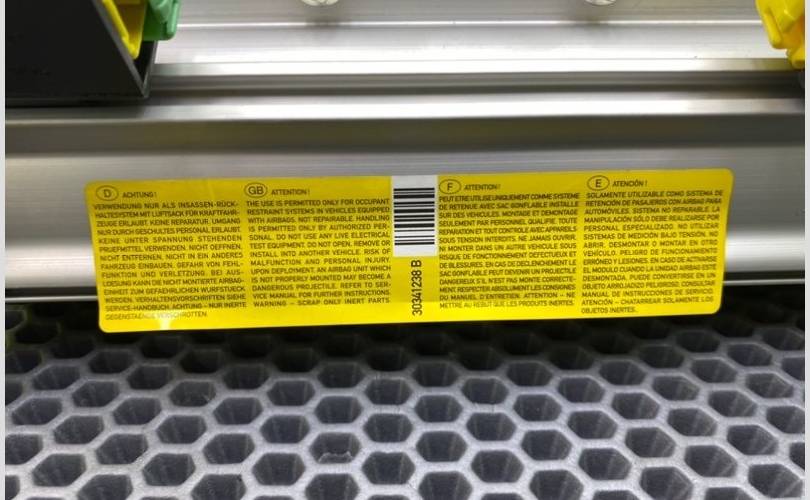 D ACHTUNG!
VERWENDUNG NUR ALS INSASSEN-RÜCK-
HALTESYSTEM MIT LUFTSACK FÜR KRAFTFAHR-
ZEUGE ERLAUBT. KEINE REPARATUR. UMGANG
NUR DURCH GESCHULTES PERSONAL ERLAUBT.
KEINE UNTER SPANNUNG STEHENDEN
PRUEFMITTEL VERWENDEN. NICHT ÖFFNEN.
NICHT ENTFERNEN. NICHT IN EIN ANDERES
FAHRZEUG EINBAUEN. GEFAHR VON FEHL-
FUNKTION UND VERLETZUNG. BEI AUS-
LOESUNG KANN DIE NICHT MONTIERTE AIRBAG-
EINHEIT ZUM GEFAEHRLICHEN WURFSTUECK
WERDEN. VERHALTENSVORSCHRIFTEN SIEHE
SERVICE-HANDBUCH. ACHTUNG - NUR INERTE
GEGENSTAENDE VERSCHROTTEN.
GB ATTENTION!
THE USE IS PERMITTED ONLY FOR OCCUPANT
RESTRAINT SYSTEMS IN VEHICLES EQUIPPED
WITH AIRBAGS. NOT REPAIRABLE. HANDLING
IS PERMITTED ONLY BY AUTHORIZED PER-
SONAL. DO NOT USE ANY LIVE ELECTRICAL
TEST EQUIPMENT. DO NOT OPEN, REMOVE OR
INSTALL INTO ANOTHER VEHICLE. RISK OF
MALFUNCTION AND PERSONAL INJURY.
UPON DEPLOYMENT, AN AIRBAG UNIT WHICH
IS NOT PROPERLY MOUNTED MAY BECOME A
DANGEROUS PROJECTILE. REFER TO SER-
VICE MANUAL FOR FURTHER INSTRUCTIONS.
WARNING - SCRAP ONLY INERT PARTS
30341238 B
F ATTENTION!
PEUT ETRE UTILISE UNIQUEMENT COMME SYSTEME
DE RETENUE AVEC SAC GONFLABLE INSTALLE
SUR DES VEHICULES. MONTAGE ET DEMONTAGE
SEULEMENT PAR PERSONNEL QUALIFIE. TOUTE
REPARATION ET TOUT CONTROLE AVEC APPAREILS
SOUS TENSION INTERDITS. NE JAMAIS OUVRIR
NI MONTER DANS UN AUTRE VEHICULE SOUS
RISQUE DE FONCTIONNEMENT DEFECTUEUX ET
DE BLESSURES. EN CAS DE DECLENCHEMENT LE
SAC GONFLABLE PEUT DEVENIR UN PROJECTILE
DANGEREUX S'IL N'EST PAS MONTE CORRECTE-
MENT. RESPECTER ABSOLUMENT LES CONSIGNES
DU MANUEL D'ENTRETIEN. ATTENTION - NE
METTRE AU REBUT QUE LES PRODUITS INERTES.
E ATENCIÓN!
SOLAMENTE UTILIZABLE COMO SISTEMA DE
RETENCIÓN DE PASAJEROS CON AIRBAG PARA
AUTOMÓVILES. SISTEMA NO REPARABLE. LA
MANIPULACIÓN SÓLO DEBE REALIZARSE POR
PERSONAL ESPECIALIZADO. NO UTILIZAR
SISTEMAS DE MEDICIÓN BAJO TENSIÓN, NO
ABRIR, DESMONTAR O MONTAR EN OTRO
VEHÍCULO. PELIGRO DE FUNCIONAMIENTO
ERRÓNEO Y LESIONES. EN CASO DE ACTIVARSE
EL MODULO CUANDO LA UNIDAD AIRBAG ESTE
DESMONTADA, PUEDE CONVERTIRSE EN UN
OBJETO ARROJADIZO PELIGROSO. CONSULTAR
MANUAL DE INSTRUCCIONES DE SERVICIO.
ATENCIÓN - CHATARREAR SOLAMENTE LOS
OBJETOS INERTES.